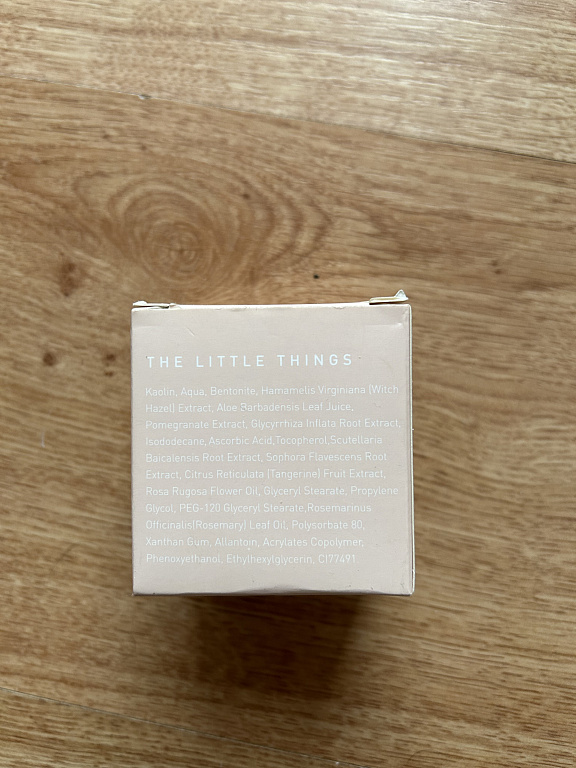 THE LITTLE THINGS
Kaolin, Aqua, Bentonite, Hamamelis Virginiana (Witch
Hazel) Extract, Aloe Barbadensis Leaf Juice,
Pomegranate Extract, Glycyrrhiza Inflata Root Extract,
Isododecane, Ascorbic Acid,Tocopherol,Scutellaria
Baicalensis Root Extract, Sophora Flavescens Root
Extract, Citrus Reticulata (Tangerine) Fruit Extract,
Rosa Rugosa Flower Oil, Glyceryl Stearate, Propylene
Glycol, PEG-120 Glyceryl Stearate,Rosemarinus
Officinalis(Rosemary) Leaf Oil, Polysorbate 80,
Xanthan Gum, Allantoin, Acrylates Copolymer,
Phenoxyethanol, Ethylhexylglycerin, CI77491